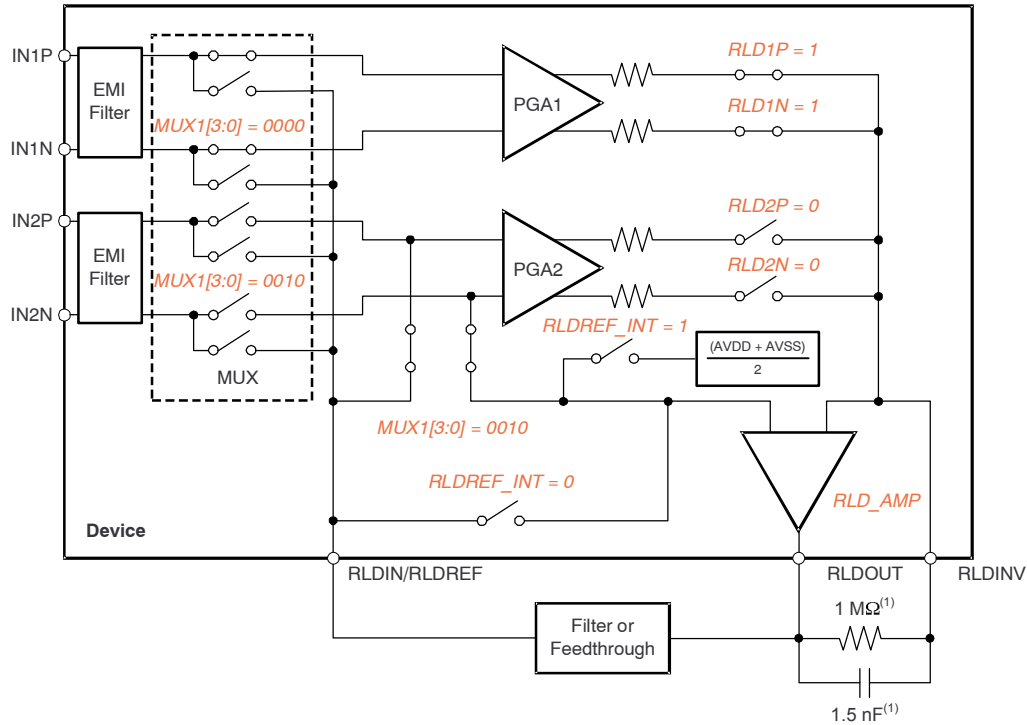 IN1P
EMI
Filter
IN1N
MUX1[3:0] = 0000
PGA1
RLD1P = 1
RLD1N = 1
IN2P
EMI
Filter
IN2N
MUX1[3:0] = 0010
MUX
PGA2
RLD2P = 0
RLD2N = 0
RLDREF_INT = 1
(AVDD + AVSS)
2
MUX1[3:0] = 0010
RLDREF_INT = 0
RLD_AMP
Device
RLDIN/RLDREF
RLDOUT
RLDINV
Filter or
Feedthrough
1 MΩ(1)
1.5 nF(1)